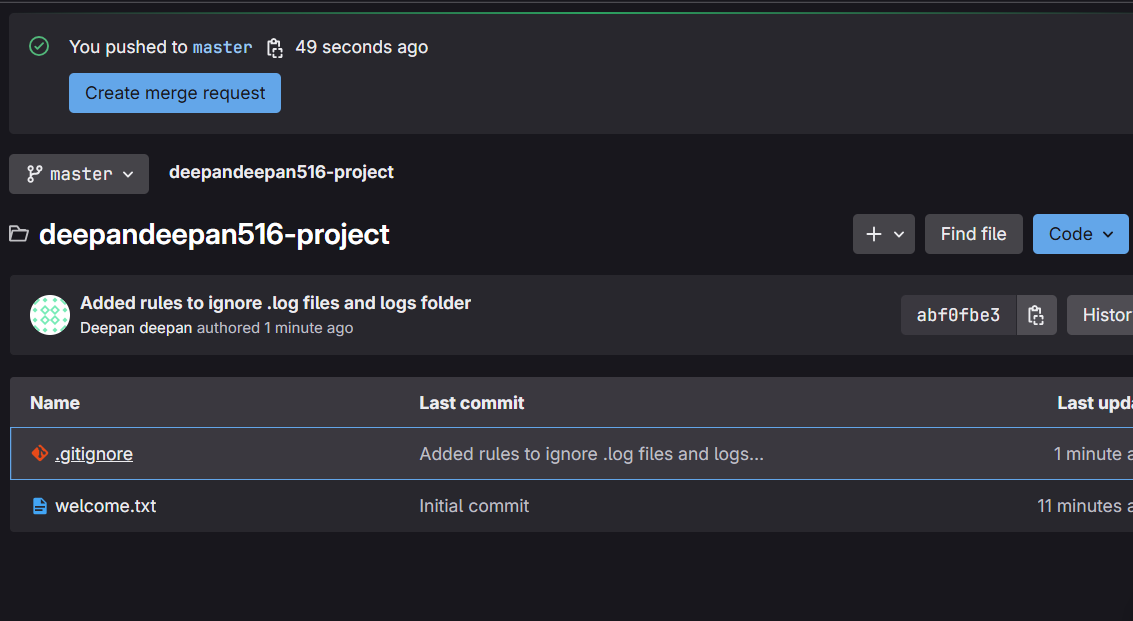 You pushed to master 49 seconds ago
Create merge request
master deepandeepan516-project
deepandeepan516-project + Find file Code
Added rules to ignore .log files and logs folder
Deepan deepan authored 1 minute ago
abf0fbe3 Histor
Name Last commit Last upda
.gitignore Added rules to ignore .log files and logs... 1 minute a
welcome.txt Initial commit 11 minutes a